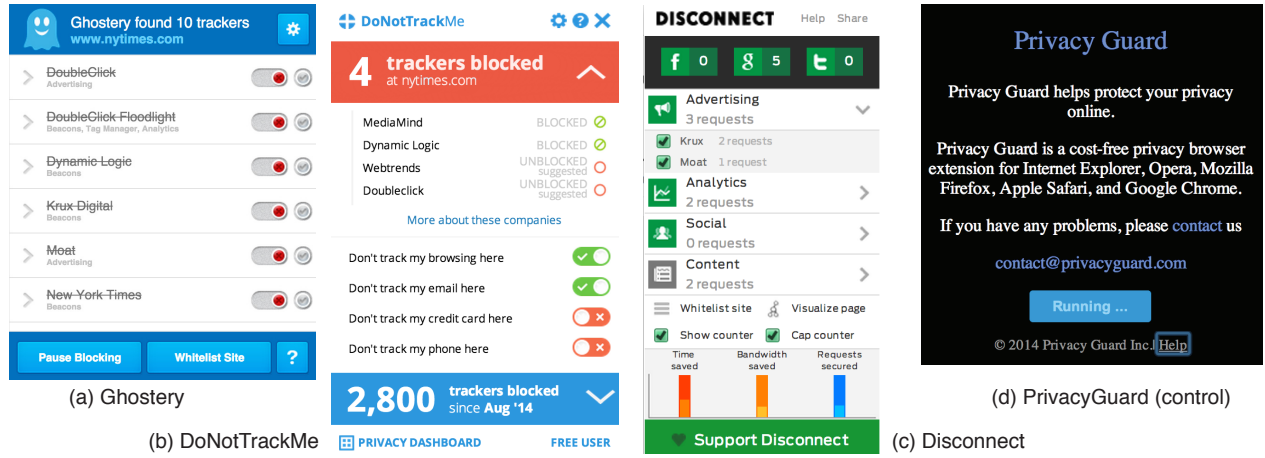 Ghostery found 10 trackers
www.nytimes.com
DoubleClick
Advertising
DoubleClick Floodlight
Beacons, Tag Manager, Analytics
Dynamic Logic
Beacons
Krux Digital
Beacons
Moat
Advertising
New York Times
Beacons
Pause Blocking
Whitelist Site
?
(a) Ghostery
DoNotTrackMe
?
4 trackers blocked
at nytimes.com
MediaMind BLOCKED
Dynamic Logic BLOCKED
Webtrends UNBLOCKED
suggested
Doubleclick UNBLOCKED
suggested
More about these companies
Don't track my browsing here
Don't track my email here
Don't track my credit card here
Don't track my phone here
2,800 trackers blocked
since Aug '14
PRIVACY DASHBOARD FREE USER
(b) DoNotTrackMe
DISCONNECT Help Share
f 0 g 5 t 0
Advertising
3 requests
Krux 2 requests
Moat 1 request
Analytics
2 requests
Social
0 requests
Content
2 requests
Whitelist site Visualize page
Show counter Cap counter
Time
saved
Bandwidth
saved
Requests
secured
Support Disconnect
(c) Disconnect
Privacy Guard
Privacy Guard helps protect your privacy
online.
Privacy Guard is a cost-free privacy browser
extension for Internet Explorer, Opera, Mozilla
Firefox, Apple Safari, and Google Chrome.
If you have any problems, please contact us
contact@privacyguard.com
Running ...
© 2014 Privacy Guard Inc. Help
(d) PrivacyGuard (control)